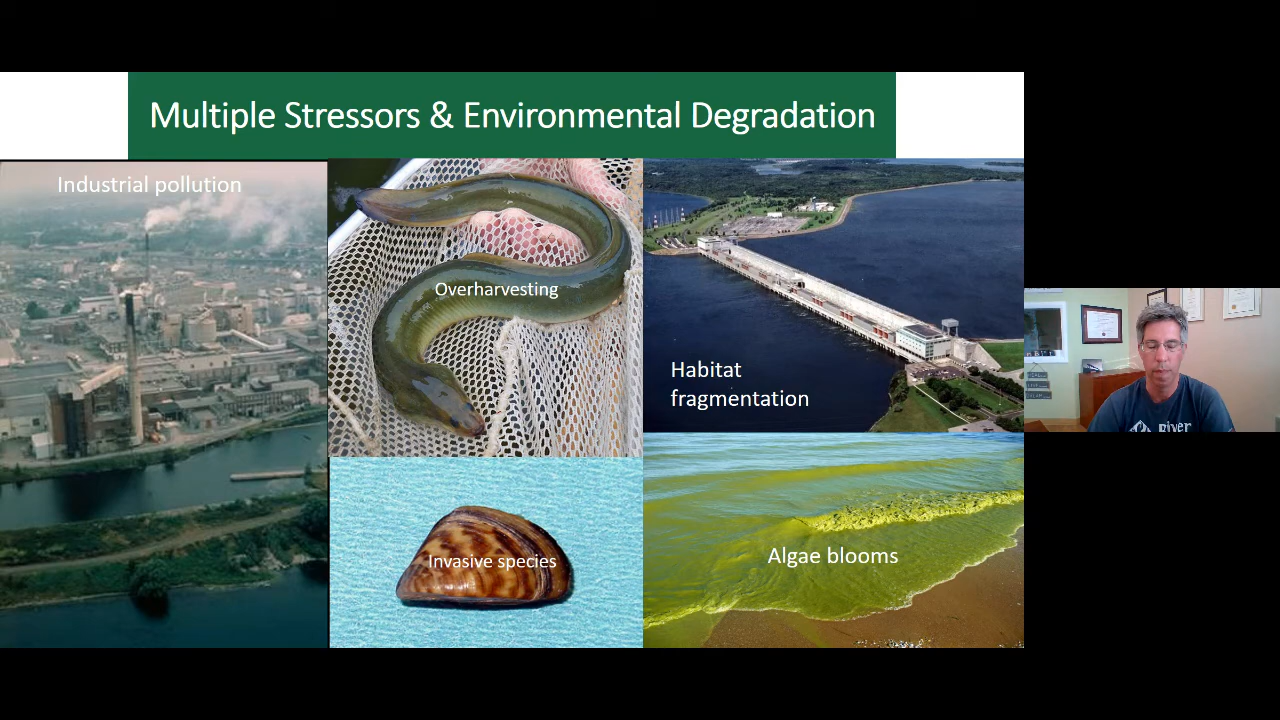 Multiple Stressors & Environmental Degradation
Industrial pollution
Overharvesting
Habitat
fragmentation
Invasive species
Algae blooms
River